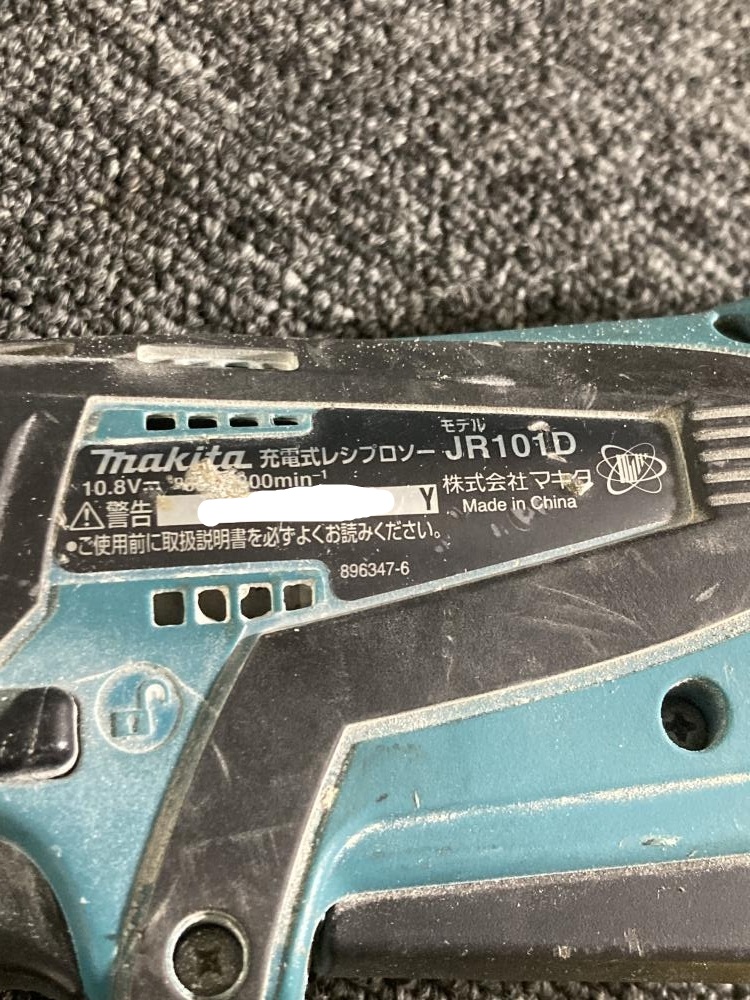 makita 充電式レシプロソー モデル JR101D
10.8V⎓ 300min⁻¹
⚠警告 Y 株式会社 マキタ
Made in China
•ご使用前に取扱説明書を必ずよくお読みください。
896347-6